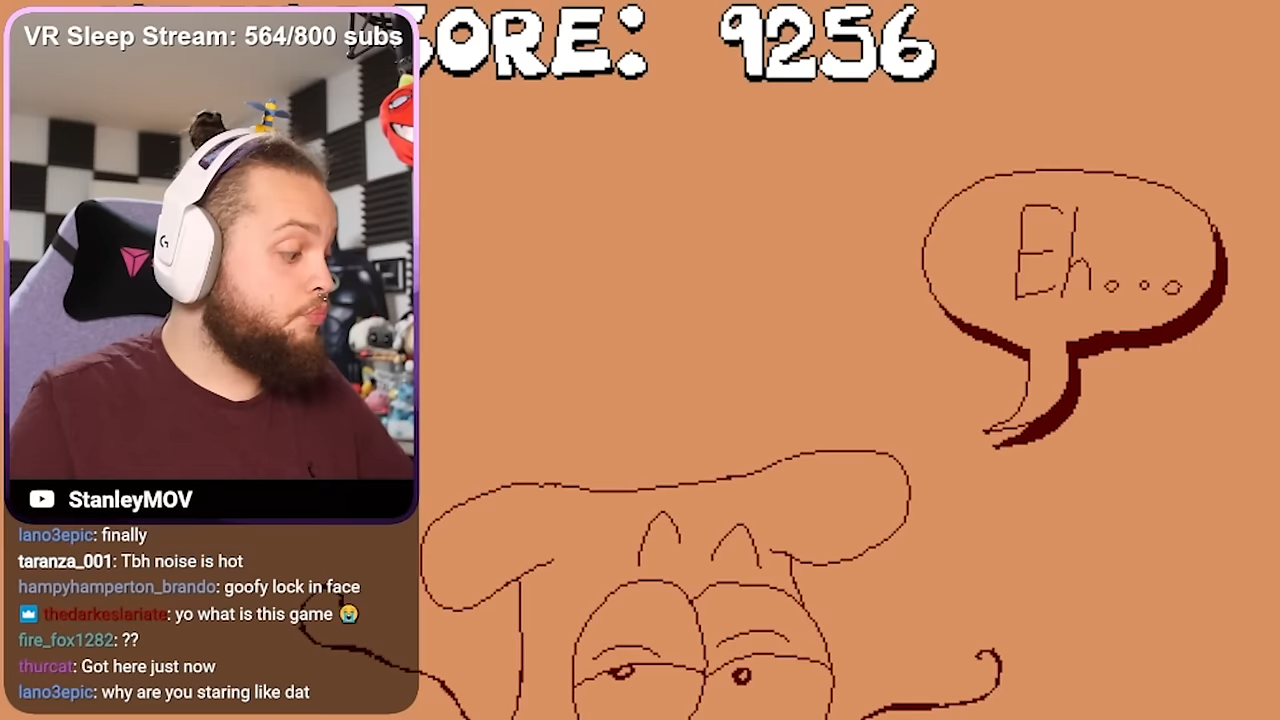 VR Sleep Stream: 564/800 subs
ORE: 9256
Eh...
StanleyMOV
lano3epic: finally
taranza_001: Tbh noise is hot
hampyhamperton_brando: goofy lock in face
thedarkeslariate: yo what is this game 😭
fire_fox1282: ??
thurcat: Got here just now
lano3epic: why are you staring like dat